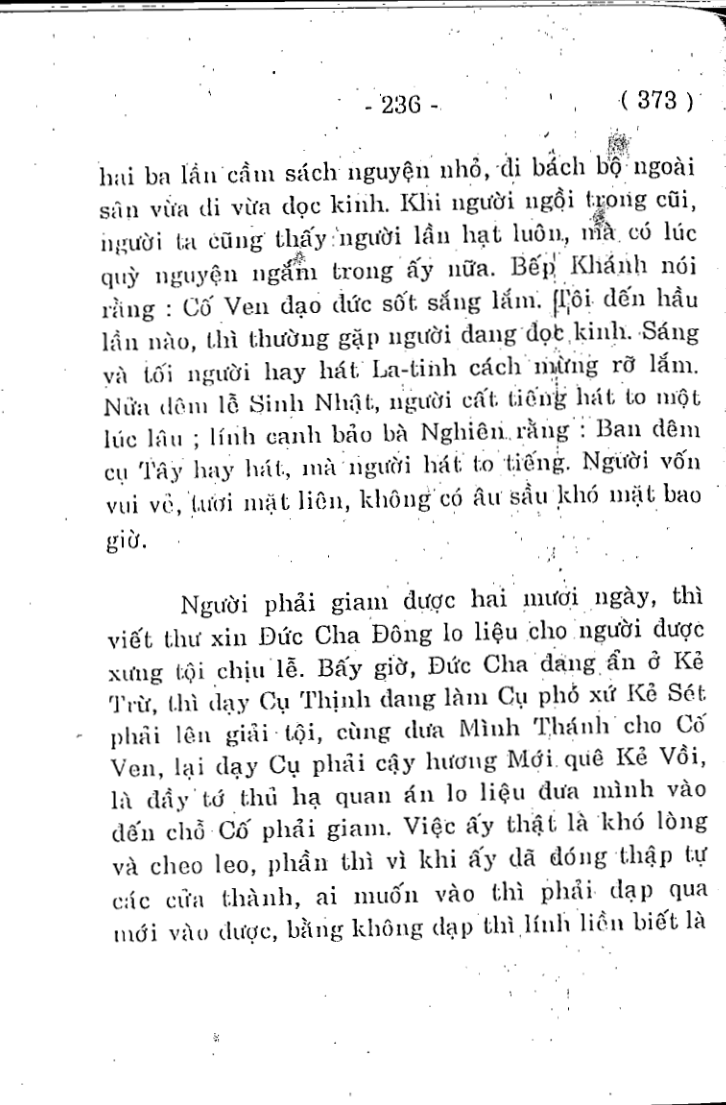 - 236 -	( 373 )
hai ba lần cầm sách nguyện nhỏ, đi bách bộ ngoài
sân vừa đi vừa đọc kinh. Khi người ngồi trong cũi,
người ta cũng thấy người lần hạt luôn, mà có lúc
quỳ nguyện ngắm trong ấy nữa. Bếp Khánh nói
rằng : Cố Ven đạo đức sốt sắng lắm. Tôi đến hầu
lần nào, thì thường gặp người đang đọc kinh. Sáng
và tối người hay hát La-tinh cách mừng rỡ lắm.
Nửa đêm lễ Sinh Nhật, người cất tiếng hát to một
lúc lâu ; lính canh bảo bà Nghiên rằng : Ban đêm
cụ Tây hay hát, mà người hát to tiếng. Người vốn
vui vẻ, tươi mặt liên, không có âu sầu khó mặt bao
giờ.
Người phải giam được hai mươi ngày, thì
viết thư xin Đức Cha Đông lo liệu cho người được
xưng tội chịu lễ. Bấy giờ, Đức Cha đang ẩn ở Kẻ
Trừ, thì dạy Cụ Thịnh đang làm Cụ phó xứ Kẻ Sét
phải lên giải tội, cùng đưa Mình Thánh cho Cố
Ven, lại dạy Cụ phải cậy hương Mới quê Kẻ Vồi,
là đầy tớ thủ hạ quan án lo liệu đưa mình vào
đến chỗ Cố phải giam. Việc ấy thật là khó lòng
và cheo leo, phần thì vì khi ấy đã đóng thập tự
các cửa thành, ai muốn vào thì phải đạp qua
mới vào được, bằng không đạp thì lính liền biết là